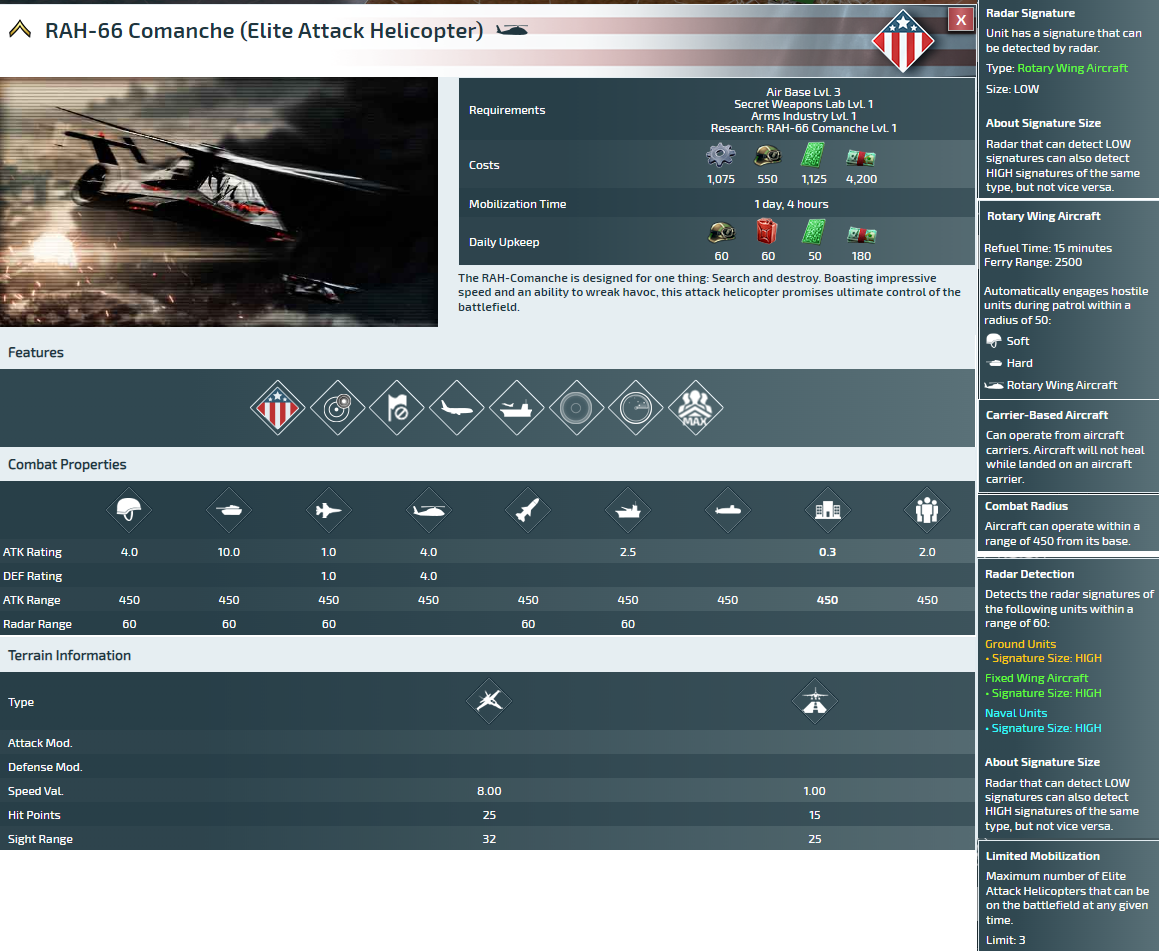 RAH-66 Comanche (Elite Attack Helicopter)
X
Requirements
Air Base Lvl. 3
Secret Weapons Lab Lvl. 1
Arms Industry Lvl. 1
Research: RAH-66 Comanche Lvl. 1
Costs
1,075 550 1,125 4,200
Mobilization Time 1 day, 4 hours
Daily Upkeep
60 60 50 180
The RAH-Comanche is designed for one thing: Search and destroy. Boasting impressive
speed and an ability to wreak havoc, this attack helicopter promises ultimate control of the
battlefield.
Features
MAX
Combat Properties
ATK Rating 4.0 10.0 1.0 4.0 2.5 0.3 2.0
DEF Rating 1.0 4.0
ATK Range 450 450 450 450 450 450 450 450 450
Radar Range 60 60 60 60 60
Terrain Information
Type
Attack Mod.
Defense Mod.
Speed Val. 8.00 1.00
Hit Points 25 15
Sight Range 32 25
Radar Signature
Unit has a signature that can
be detected by radar.
Type: Rotary Wing Aircraft
Size: LOW
About Signature Size
Radar that can detect LOW
signatures can also detect
HIGH signatures of the same
type, but not vice versa.
Rotary Wing Aircraft
Refuel Time: 15 minutes
Ferry Range: 2500
Automatically engages hostile
units during patrol within a
radius of 50:
Soft
Hard
Rotary Wing Aircraft
Carrier-Based Aircraft
Can operate from aircraft
carriers. Aircraft will not heal
while landed on an aircraft
carrier.
Combat Radius
Aircraft can operate within a
range of 450 from its base.
Radar Detection
Detects the radar signatures of
the following units within a
range of 60:
Ground Units
• Signature Size: HIGH
Fixed Wing Aircraft
• Signature Size: HIGH
Naval Units
• Signature Size: HIGH
About Signature Size
Radar that can detect LOW
signatures can also detect
HIGH signatures of the same
type, but not vice versa.
Limited Mobilization
Maximum number of Elite
Attack Helicopters that can be
on the battlefield at any given
time.
Limit: 3